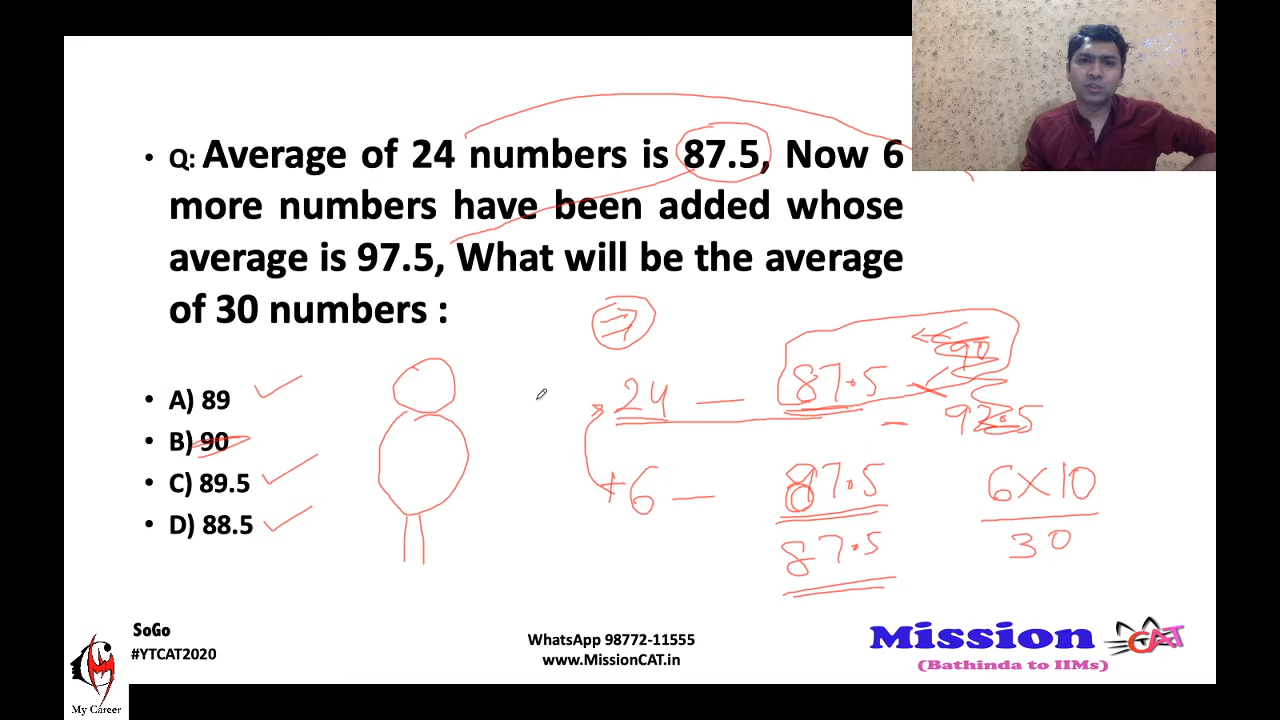 • Q: Average of 24 numbers is 87.5, Now 6
more numbers have been added whose
average is 97.5, What will be the average
of 30 numbers :
• A) 89
• B) 90
• C) 89.5
• D) 88.5
90
24 — 87.5
- 97.5
+6 — 87.5
87.5
6×10
30
SoGo
#YTCAT2020
WhatsApp 98772-11555
www.MissionCAT.in
Mission CAT
(Bathinda to IIMs)
My Career